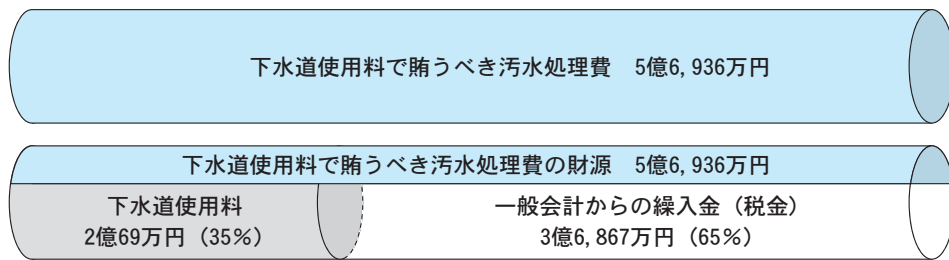 下水道使用料で賄うべき汚水処理費　5億6,936万円
下水道使用料で賄うべき汚水処理費の財源　5億6,936万円
下水道使用料
2億69万円（35%）
一般会計からの繰入金（税金）
3億6,867万円（65%）